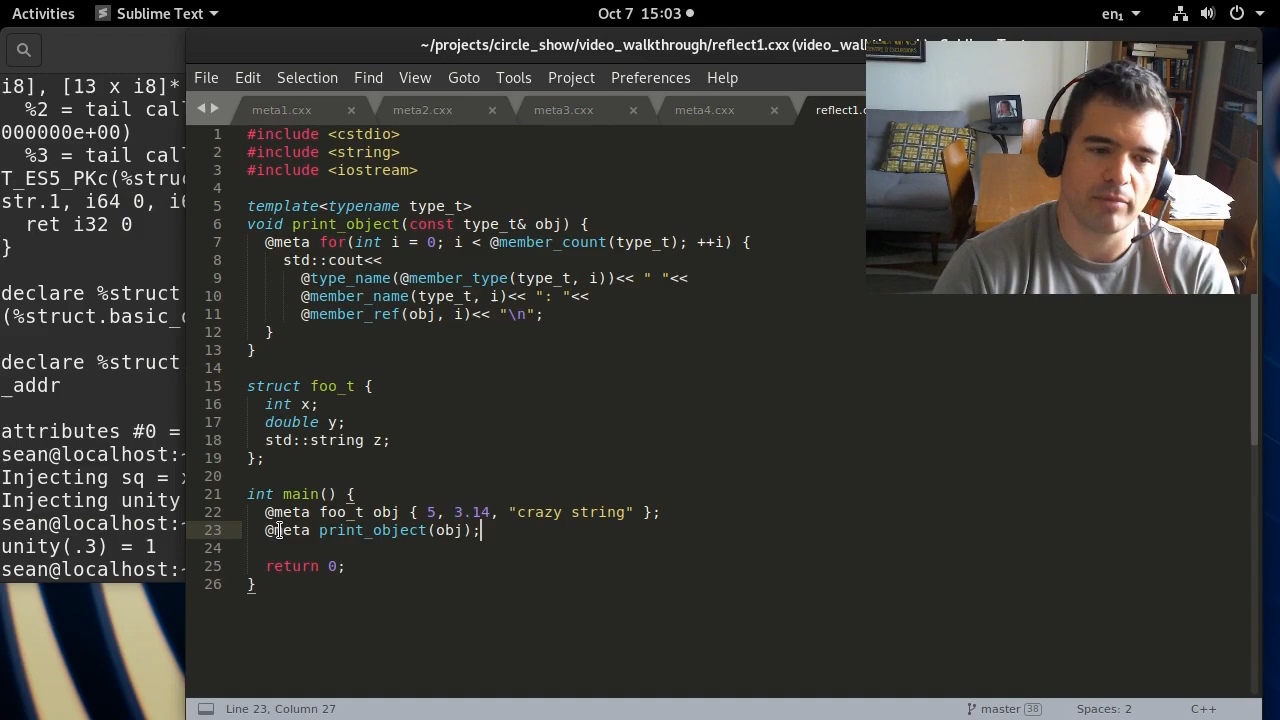 Activities
Sublime Text
Oct 7 15:03
en₁
~/projects/circle_show/video_walkthrough/reflect1.cxx (video_wal
File Edit Selection Find View Goto Tools Project Preferences Help
meta1.cxx
meta2.cxx
meta3.cxx
meta4.cxx
reflect1.c
i8], [13 x i8]*
%2 = tail cal
000000e+00)
%3 = tail cal
T_ES5_PKc(%stru
str.1, i64 0, i
ret i32 0
}
declare %struct
(%struct.basic_
declare %struct
_addr
attributes #0 =
sean@localhost:
Injecting sq =
Injecting unity
sean@localhost:~
unity(.3) = 1
sean@localhost:~
1 #include <cstdio>
2 #include <string>
3 #include <iostream>
4
5 template<typename type_t>
6 void print_object(const type_t& obj) {
7 @meta for(int i = 0; i < @member_count(type_t); ++i) {
8 std::cout<<
9 @type_name(@member_type(type_t, i))<< " "<<
10 @member_name(type_t, i)<< ": "<<
11 @member_ref(obj, i)<< "\n";
12 }
13 }
14
15 struct foo_t {
16 int x;
17 double y;
18 std::string z;
19 };
20
21 int main() {
22 @meta foo_t obj { 5, 3.14, "crazy string" };
23 @meta print_object(obj);
24
25 return 0;
26 }
Line 23, Column 27
master 38
Spaces: 2
C++